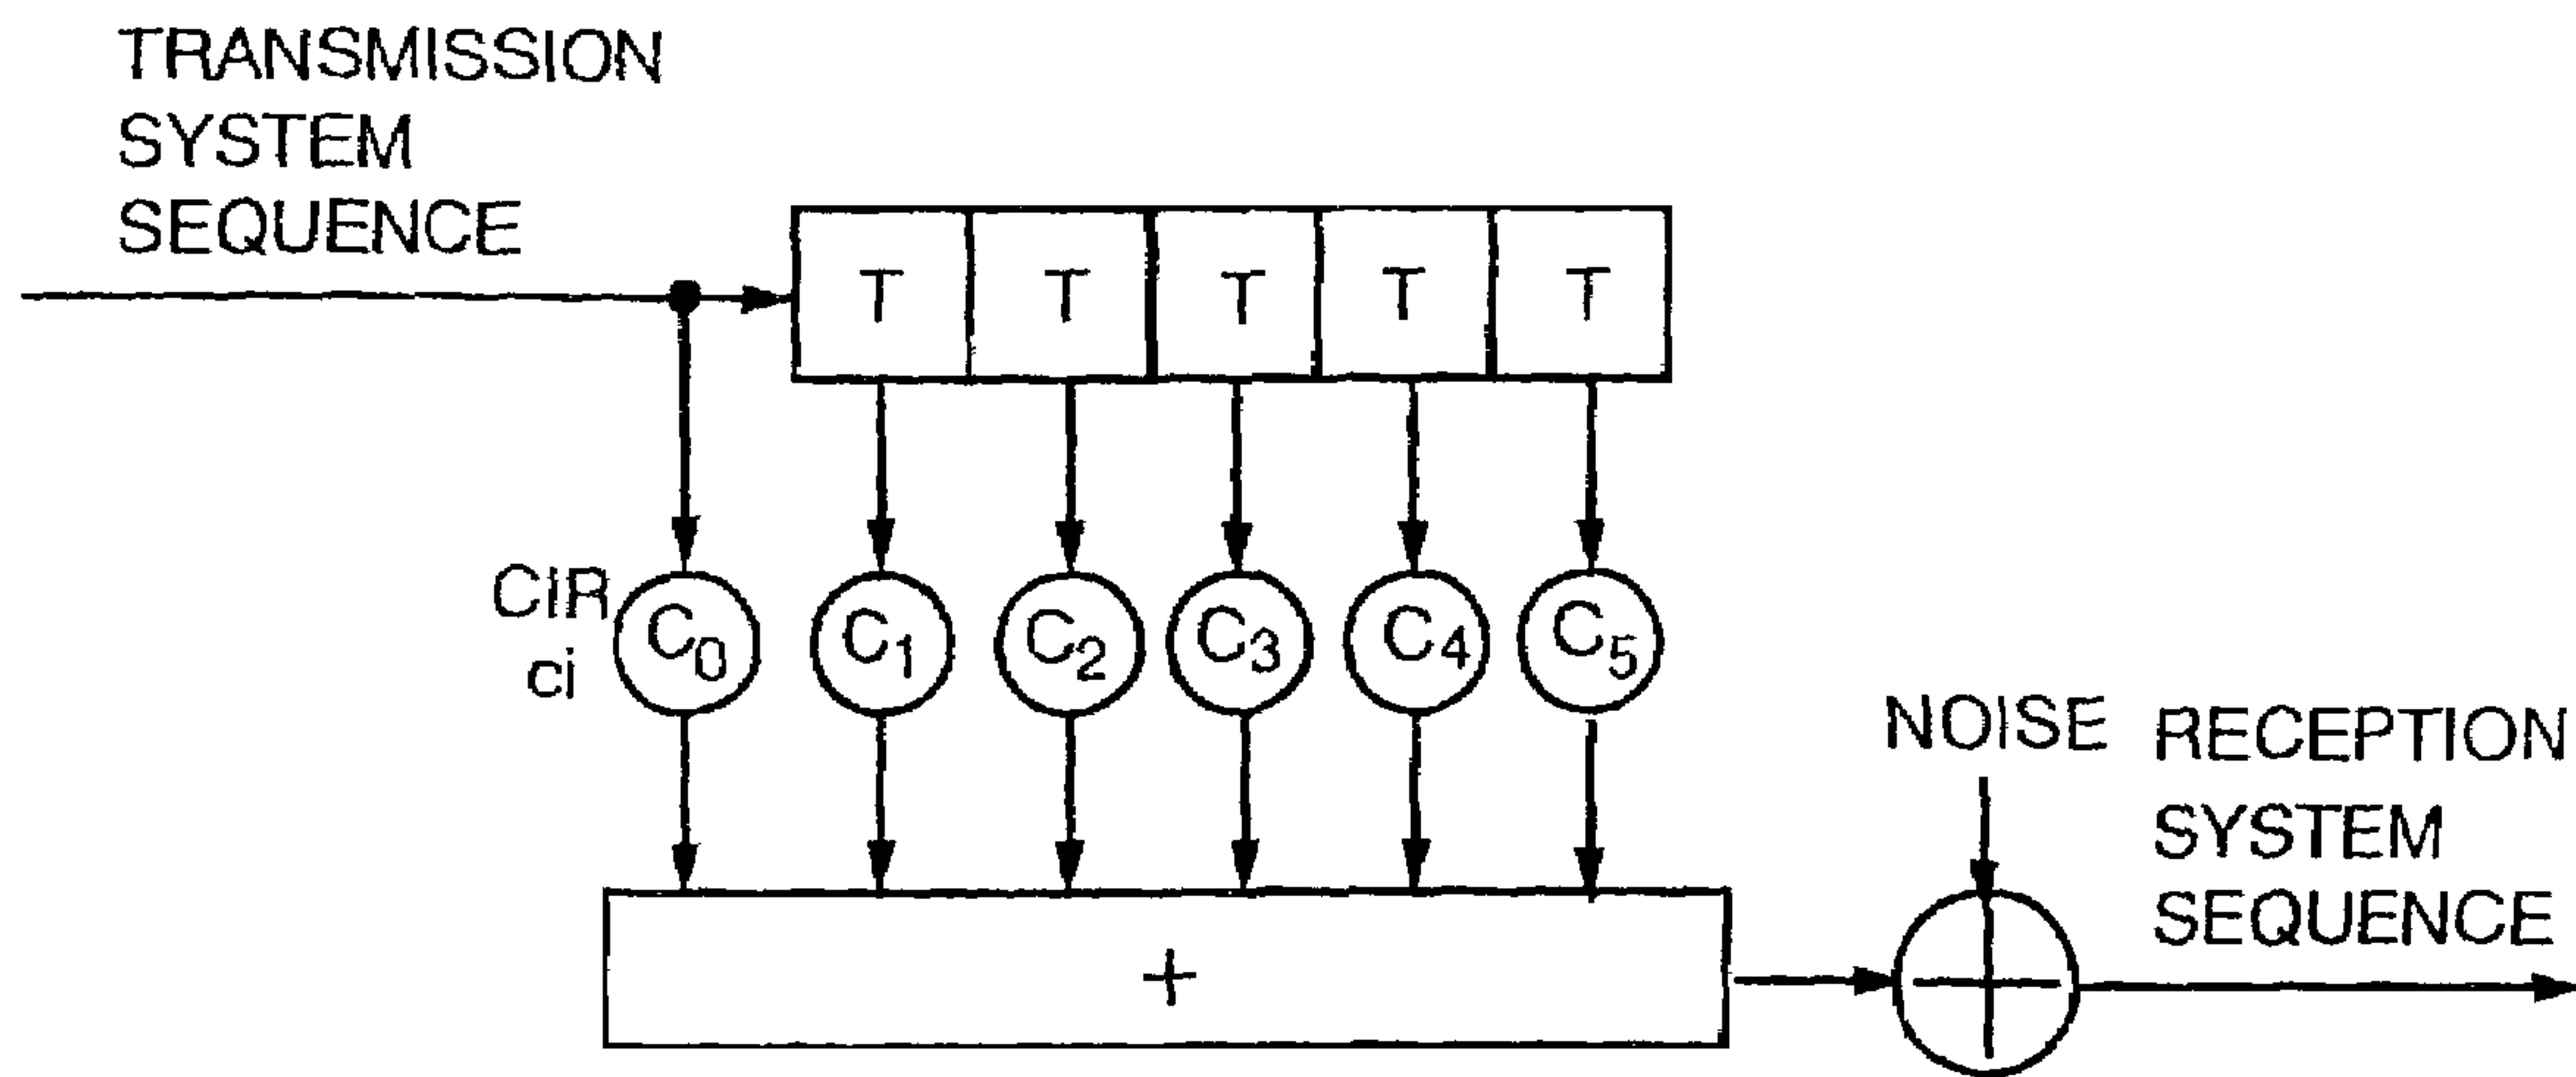 TRANSMISSION
SYSTEM
SEQUENCE
T T T T T
CIR
ci
C0 C1 C2 C3 C4 C5
+
NOISE
RECEPTION
SYSTEM
SEQUENCE